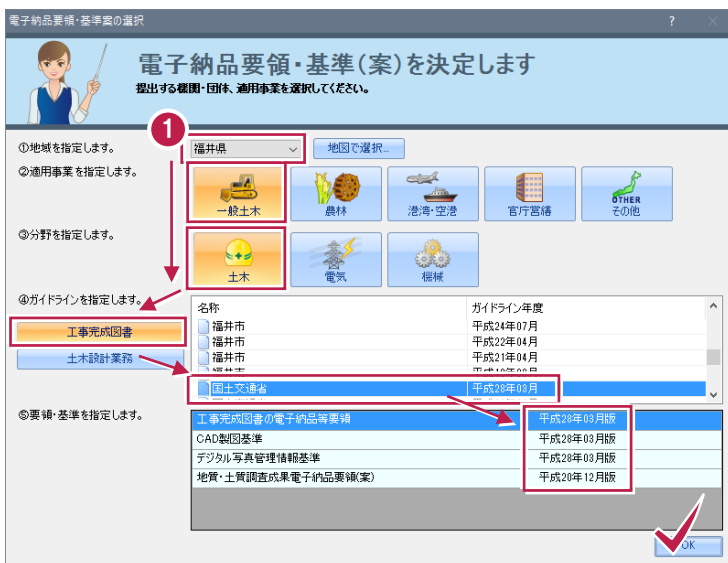 電子納品要領・基準案の選択
?
電子納品要領・基準(案)を決定します
提出する機関・団体、適用事業を選択してください。
1
①地域を指定します。
福井県
地図で選択...
②適用事業を指定します。
一般土木
農林
港湾・空港
官庁営繕
OTHER
その他
③分野を指定します。
土木
電気
機械
④ガイドラインを指定します。
名称
ガイドライン年度
工事完成図書
土木設計業務
福井市
平成24年07月
福井市
平成22年04月
福井市
平成21年04月
国土交通省
平成28年03月
⑤要領・基準を指定します。
工事完成図書の電子納品等要領
平成28年03月版
CAD製図基準
平成28年03月版
デジタル写真管理情報基準
平成28年03月版
地質・土質調査成果電子納品要領(案)
平成20年12月版
OK